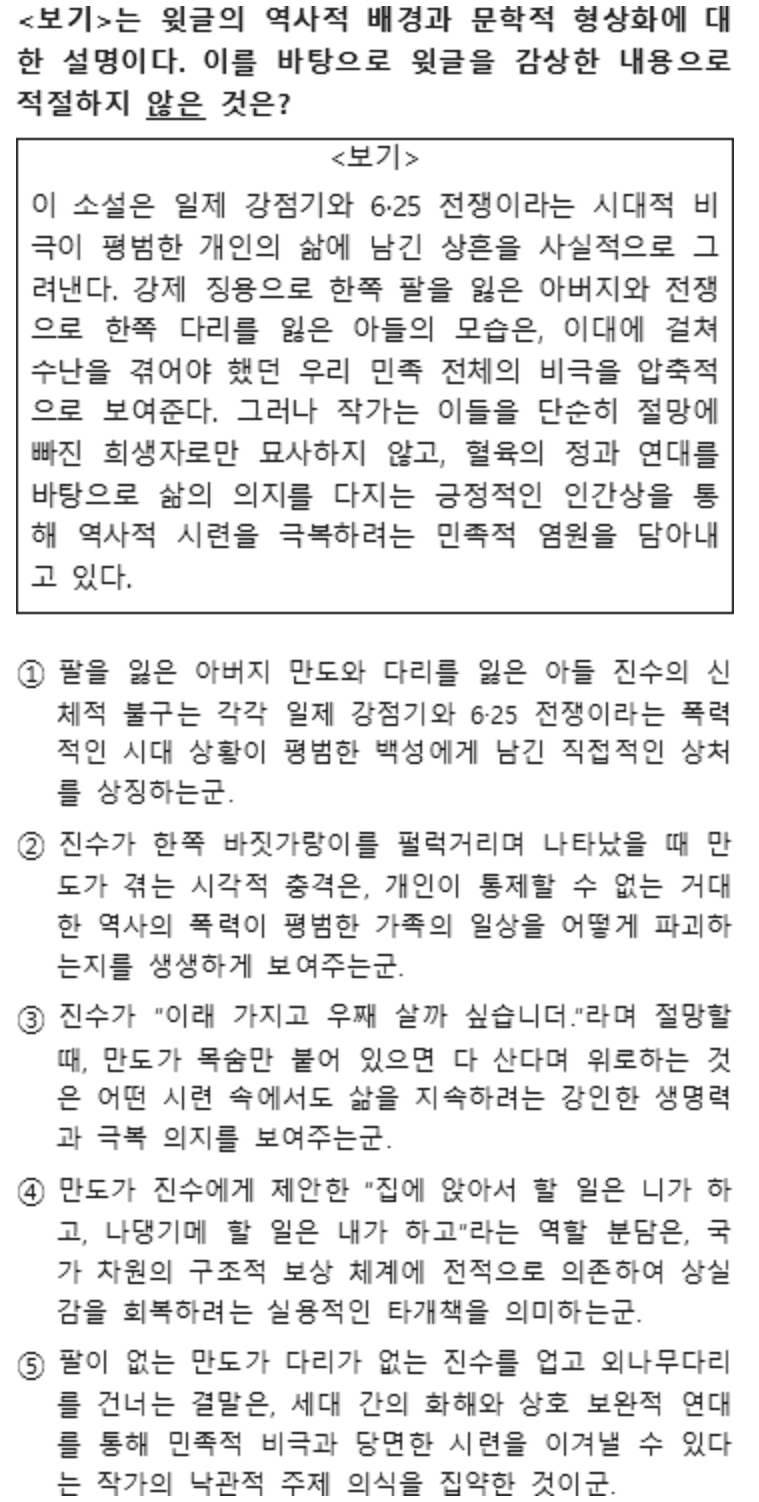 <보기>는 윗글의 역사적 배경과 문학적 형상화에 대
한 설명이다. 이를 바탕으로 윗글을 감상한 내용으로
적절하지 않은 것은?
<보기>
이 소설은 일제 강점기와 6·25 전쟁이라는 시대적 비
극이 평범한 개인의 삶에 남긴 상흔을 사실적으로 그
려낸다. 강제 징용으로 한쪽 팔을 잃은 아버지와 전쟁
으로 한쪽 다리를 잃은 아들의 모습은, 이대에 걸쳐
수난을 겪어야 했던 우리 민족 전체의 비극을 압축적
으로 보여준다. 그러나 작가는 이들을 단순히 절망에
빠진 희생자로만 묘사하지 않고, 혈육의 정과 연대를
바탕으로 삶의 의지를 다지는 긍정적인 인간상을 통
해 역사적 시련을 극복하려는 민족적 염원을 담아내
고 있다.
① 팔을 잃은 아버지 만도와 다리를 잃은 아들 진수의 신
체적 불구는 각각 일제 강점기와 6·25 전쟁이라는 폭력
적인 시대 상황이 평범한 백성에게 남긴 직접적인 상처
를 상징하는군.
② 진수가 한쪽 바짓가랑이를 펄럭거리며 나타났을 때 만
도가 겪는 시각적 충격은, 개인이 통제할 수 없는 거대
한 역사의 폭력이 평범한 가족의 일상을 어떻게 파괴하
는지를 생생하게 보여주는군.
③ 진수가 "이래 가지고 우째 살까 싶습니더."라며 절망할
때, 만도가 목숨만 붙어 있으면 다 산다며 위로하는 것
은 어떤 시련 속에서도 삶을 지속하려는 강인한 생명력
과 극복 의지를 보여주는군.
④ 만도가 진수에게 제안한 "집에 앉아서 할 일은 니가 하
고, 나댕기메 할 일은 내가 하고"라는 역할 분담은, 국
가 차원의 구조적 보상 체계에 전적으로 의존하여 상실
감을 회복하려는 실용적인 타개책을 의미하는군.
⑤ 팔이 없는 만도가 다리가 없는 진수를 업고 외나무다리
를 건너는 결말은, 세대 간의 화해와 상호 보완적 연대
를 통해 민족적 비극과 당면한 시련을 이겨낼 수 있다
는 작가의 낙관적 주제 의식을 집약한 것이군.